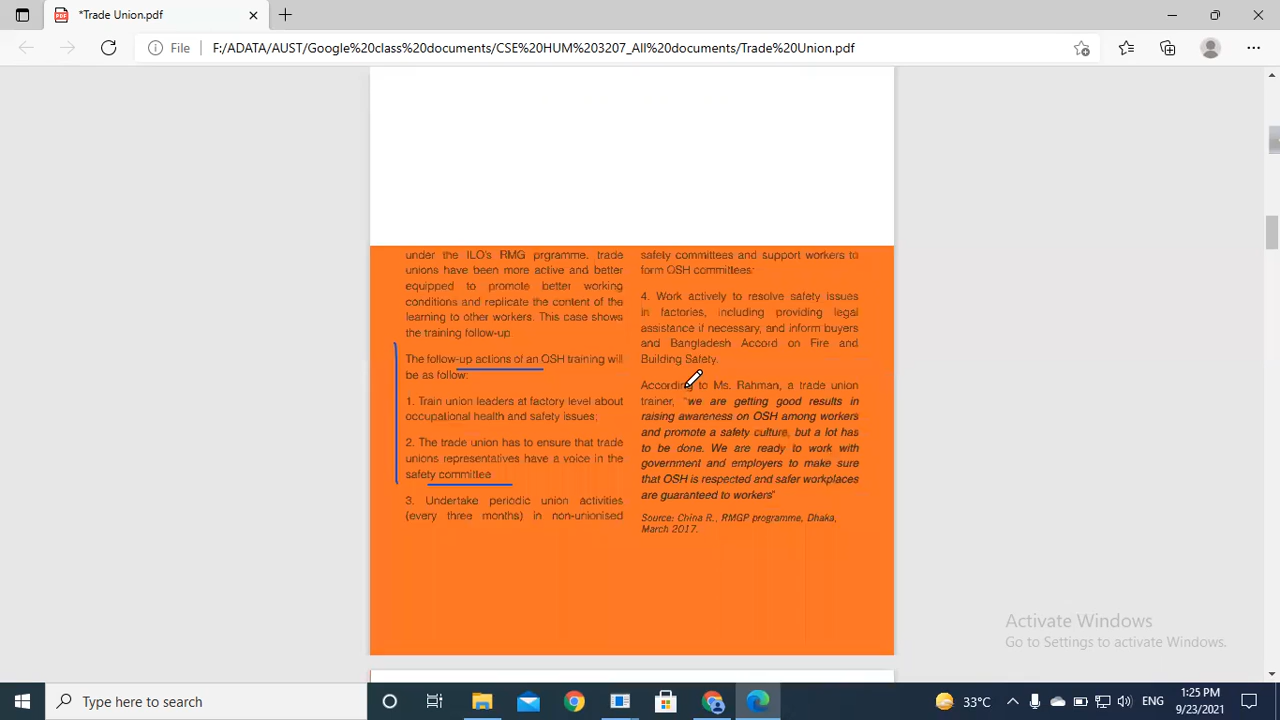 *Trade Union.pdf
File
F:/ADATA/AUST/Google%20class%20documents/CSE%20HUM%203207_All%20documents/Trade%20Union.pdf
under the ILO's RMG prgramme, trade
unions have been more active and better
equipped to promote better working
conditions and replicate the content of the
learning to other workers. This case shows
the training follow-up
The follow-up actions of an OSH training will
be as follow:
1. Train union leaders at factory level about
occupational health and safety issues;
2. The trade union has to ensure that trade
unions representatives have a voice in the
safety committee
3. Undertake periodic union activities
(every three months) in non-unionised
safety committees and support workers to
form OSH committees;
4. Work actively to resolve safety issues
in factories, including providing legal
assistance if necessary, and inform buyers
and Bangladesh Accord on Fire and
Building Safety.
According to Ms. Rahman, a trade union
trainer, "we are getting good results in
raising awareness on OSH among workers
and promote a safety culture, but a lot has
to be done. We are ready to work with
government and employers to make sure
that OSH is respected and safer workplaces
are guaranteed to workers"
Source: China R., RMGP programme, Dhaka,
March 2017.
Activate Windows
Go to Settings to activate Windows.
Type here to search
33°C
ENG
1:25 PM
9/23/2021